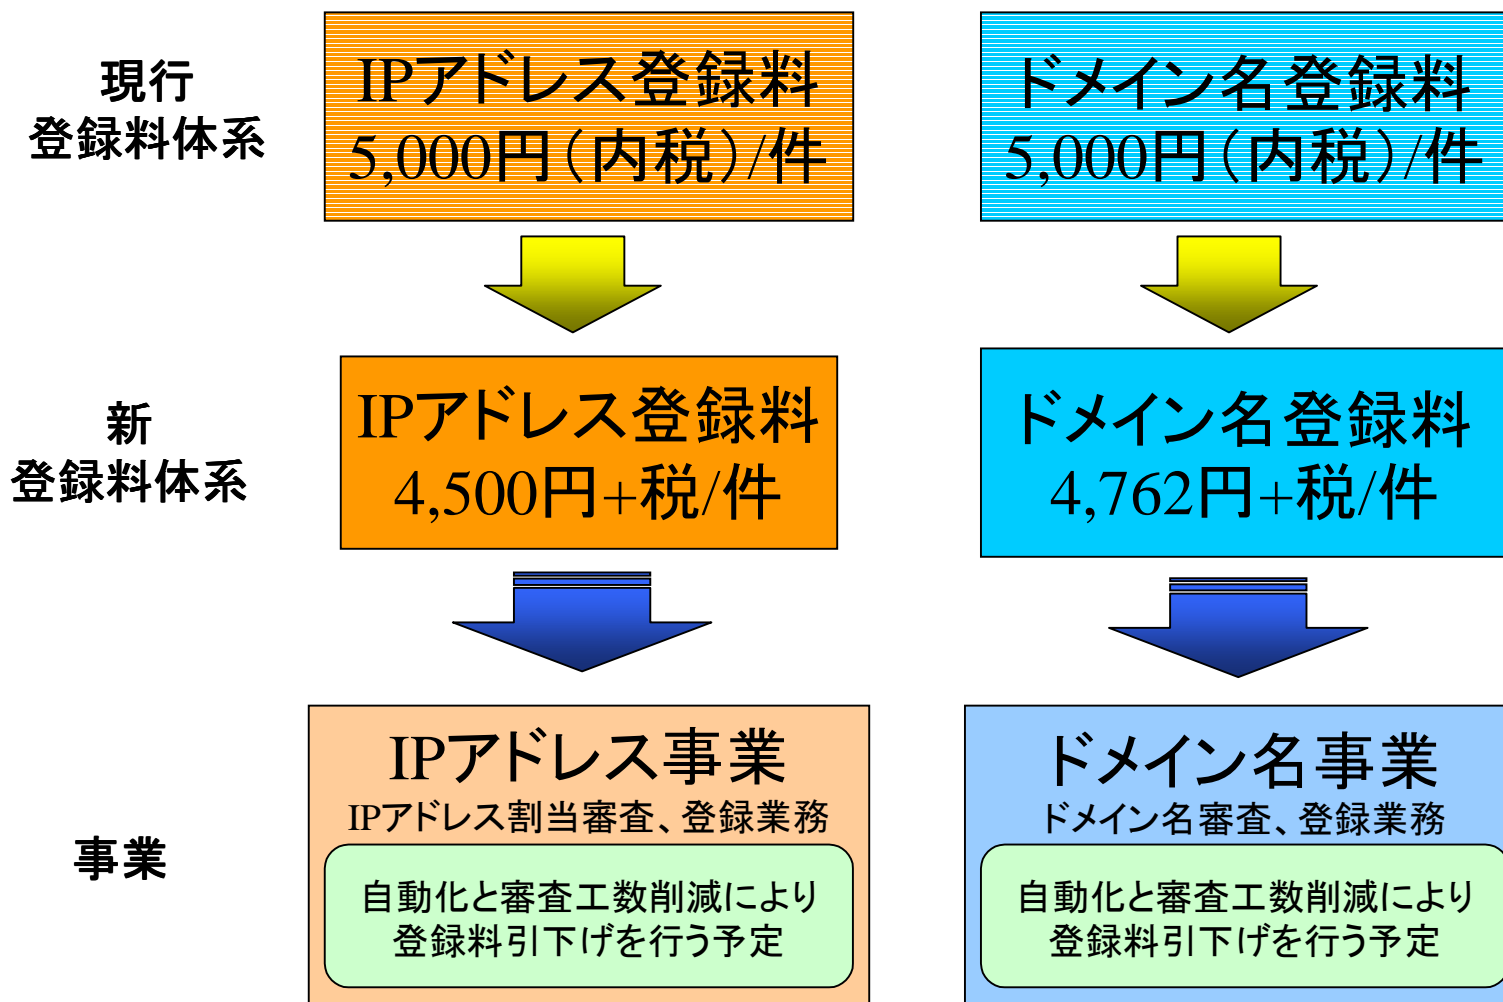 現行
登録料体系
IPアドレス登録料
5,000円（内税）/件
ドメイン名登録料
5,000円（内税）/件
新
登録料体系
IPアドレス登録料
4,500円+税/件
ドメイン名登録料
4,762円+税/件
事業
IPアドレス事業
IPアドレス割当審査、登録業務
自動化と審査工数削減により
登録料引下げを行う予定
ドメイン名事業
ドメイン名審査、登録業務
自動化と審査工数削減により
登録料引下げを行う予定